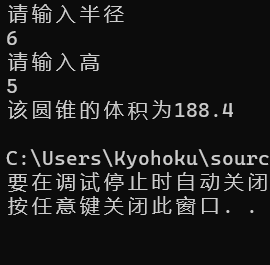 请输入半径
6
请输入高
5
该圆锥的体积为188.4
C:\Users\Kyohoku\sourc
要在调试停止时自动关闭
按任意键关闭此窗口. .